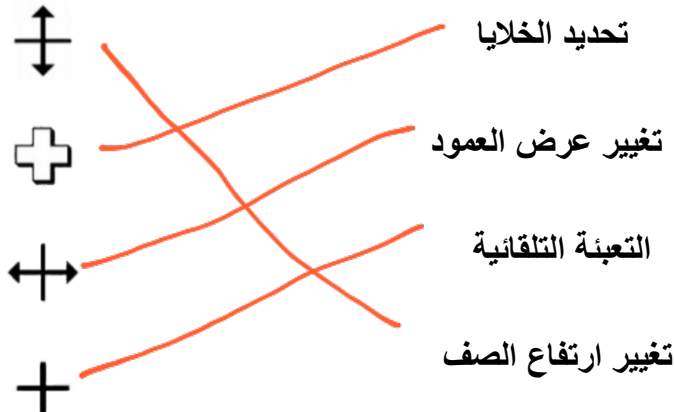 تحديد الخلايا
تغيير عرض العمود
التعبئة التلقائية
تغيير ارتفاع الصف